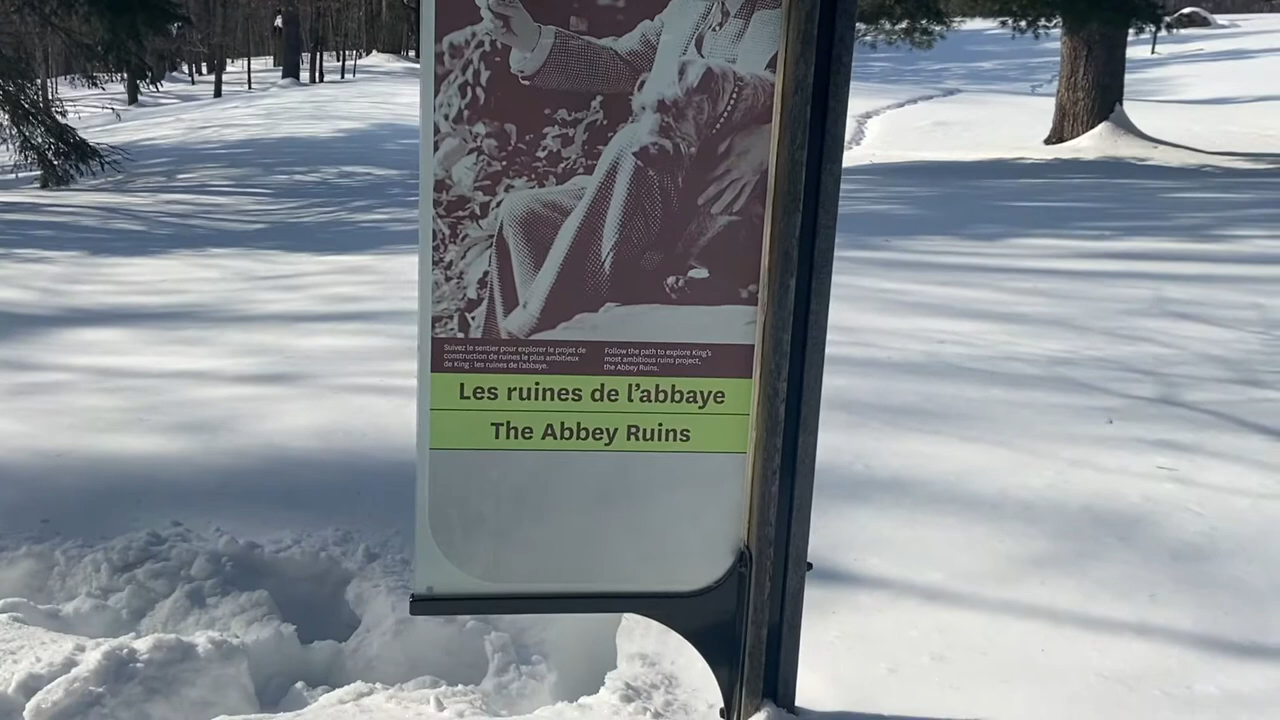 Suivez le sentier pour explorer le projet de
construction de ruines le plus ambitieux
de King : les ruines de l'abbaye.
Follow the path to explore King's
most ambitious ruins project,
the Abbey Ruins.
Les ruines de l'abbaye
The Abbey Ruins